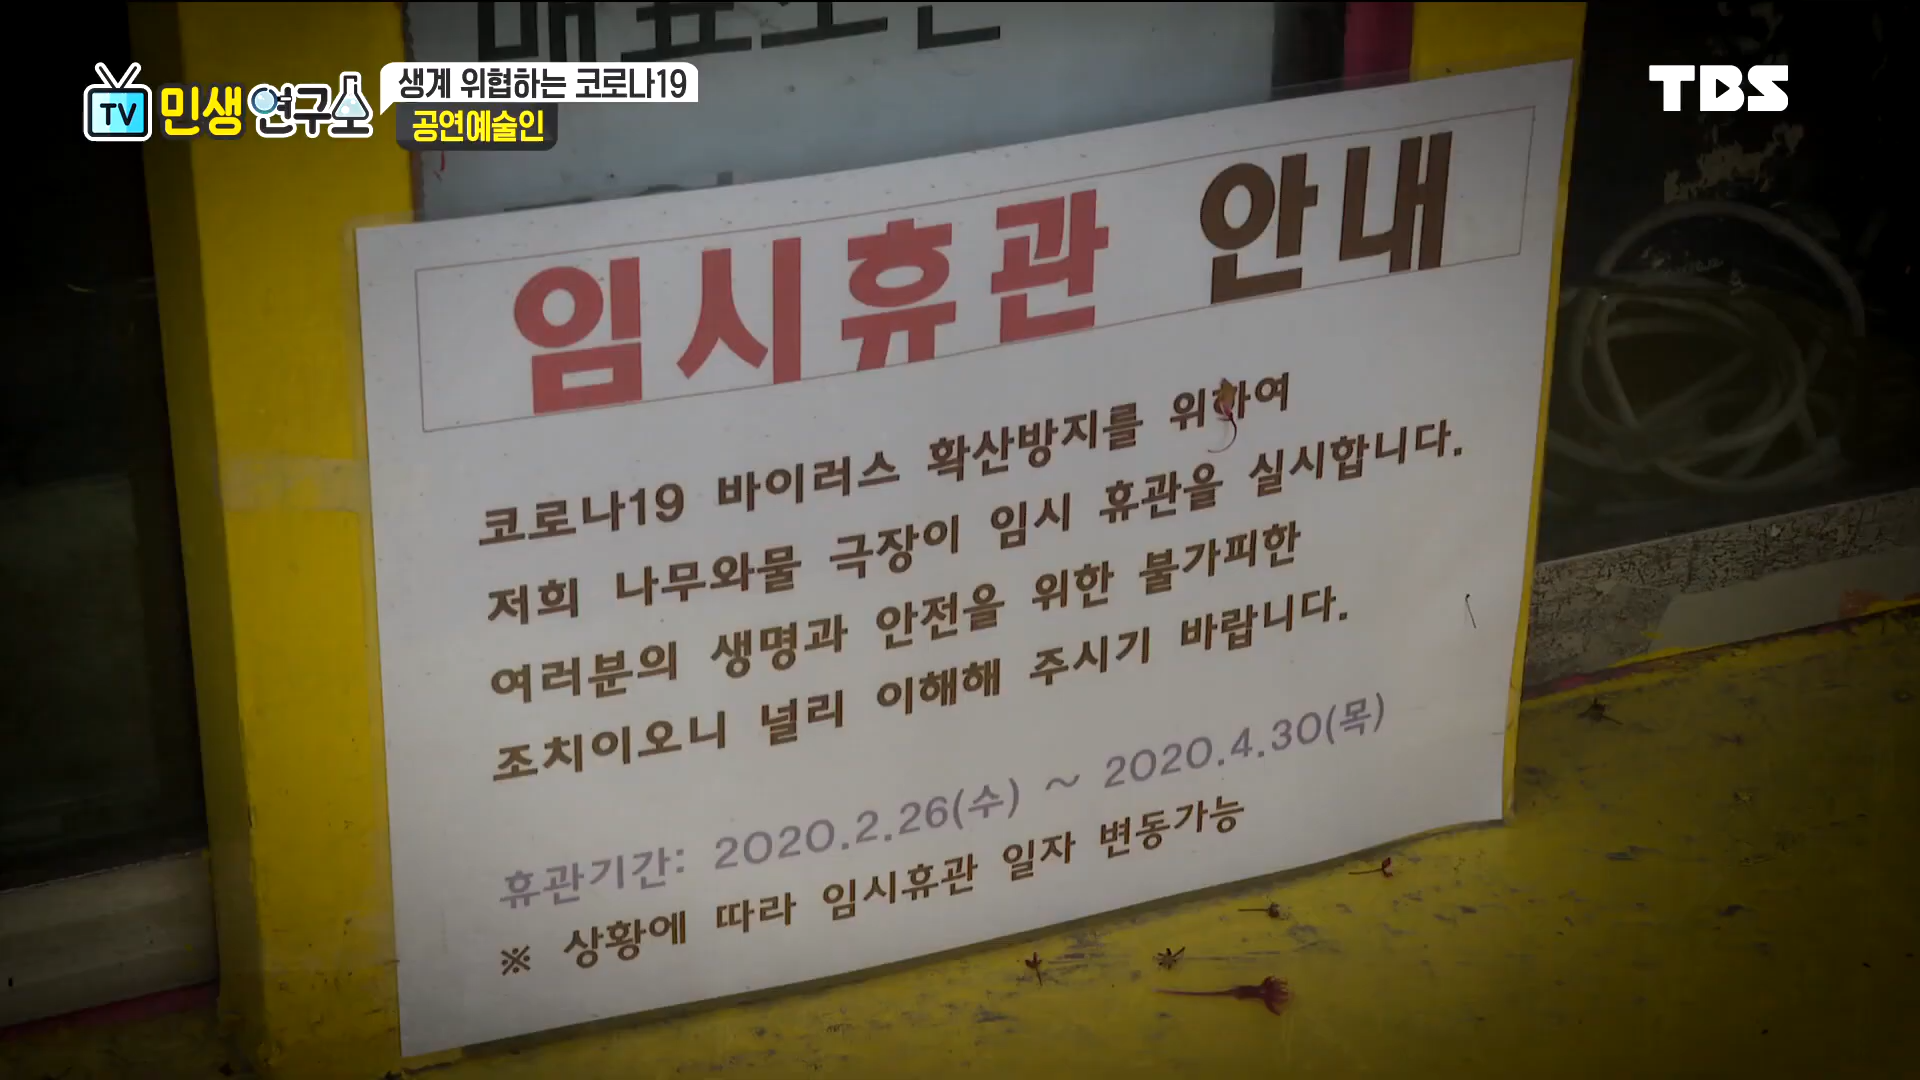 TV 민생연구소
생계 위협하는 코로나19
공연예술인
TBS
임시휴관 안내
코로나19 바이러스 확산방지를 위하여
저희 나무와물 극장이 임시 휴관을 실시합니다.
여러분의 생명과 안전을 위한 불가피한
조치이오니 널리 이해해 주시기 바랍니다.
휴관기간: 2020.2.26(수) ~ 2020.4.30(목)
※ 상황에 따라 임시휴관 일자 변동가능